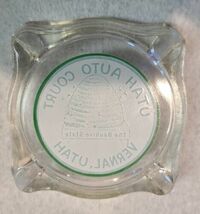 UTAH AUTO COURT
The Beehive State
VERNAL, UTAH